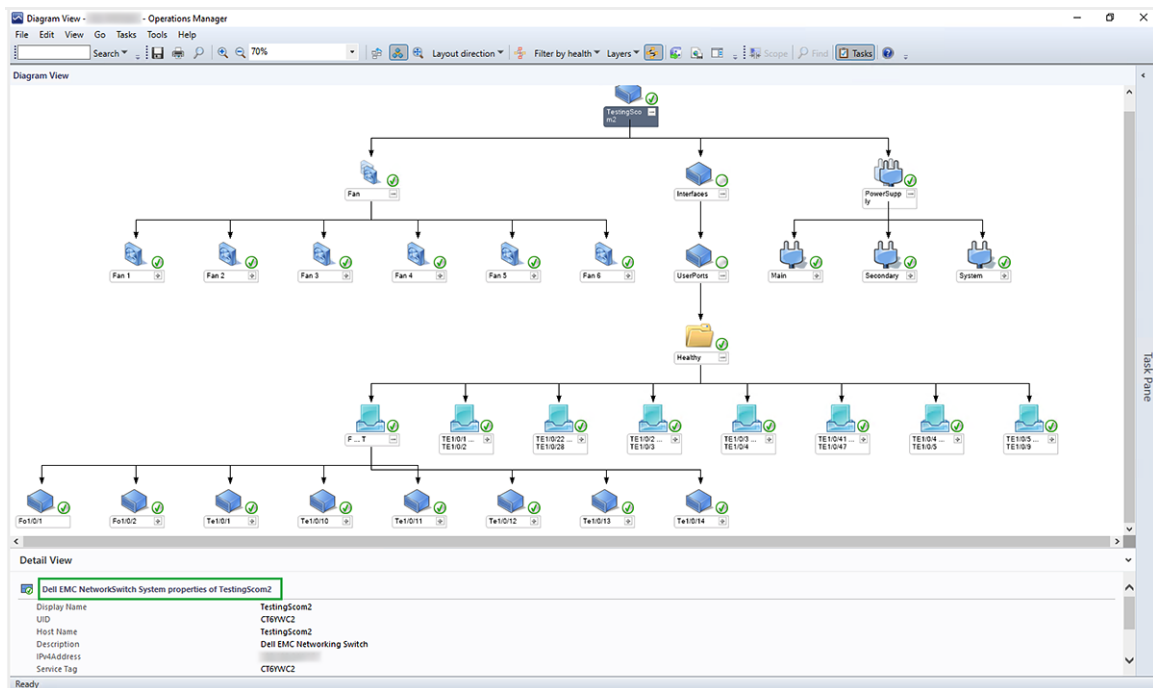 Diagram View - - Operations Manager
File Edit View Go Tasks Tools Help
Search 70% Layout direction Filter by health Layers Scope Find Tasks
Diagram View
TestingSco
m2
Fan Interfaces PowerSupp
ly
Fan 1 Fan 2 Fan 3 Fan 4 Fan 5 Fan 6 UserPorts Main Secondary System
Healthy
F ... T TE1/0/1 ... TE1/0/22 ... TE1/0/2 ... TE1/0/3 ... TE1/0/41 ... TE1/0/4 ... TE1/0/5 ...
TE1/0/2 TE1/0/28 TE1/0/3 TE1/0/4 TE1/0/47 TE1/0/5 TE1/0/9
Fo1/0/1 Fo1/0/2 Te1/0/1 Te1/0/10 Te1/0/11 Te1/0/12 Te1/0/13 Te1/0/14
Task Pane
Detail View
Dell EMC NetworkSwitch System properties of TestingScom2
Display Name TestingScom2
UID CT6YWC2
Host Name TestingScom2
Description Dell EMC Networking Switch
IPv4Address
Service Tag CT6YWC2
Ready